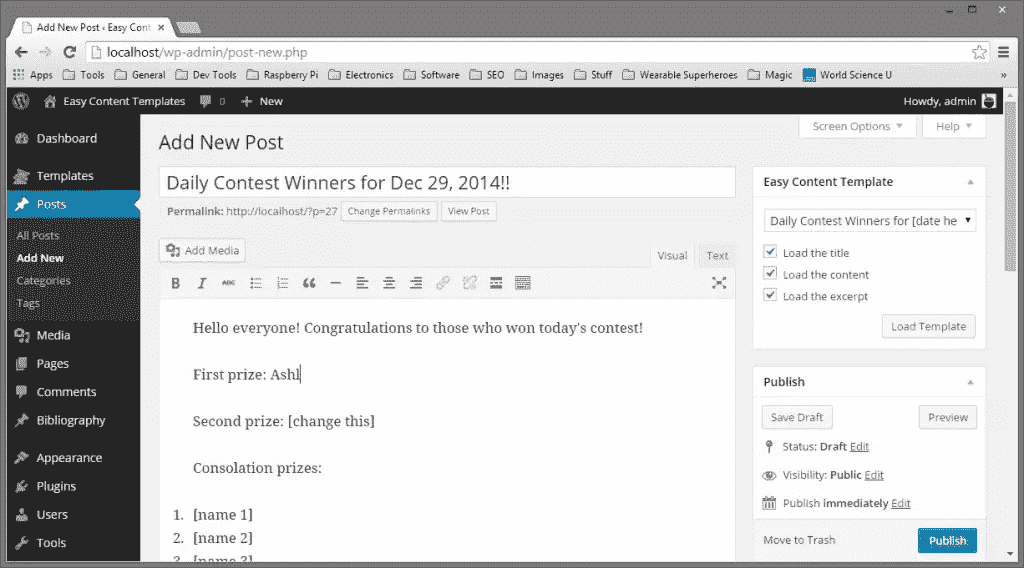 Add New Post ‹ Easy Cont
localhost/wp-admin/post-new.php
Apps Tools General Dev Tools Raspberry Pi Electronics Software SEO Images Stuff Wearable Superheroes Magic World Science U »
Easy Content Templates 0 New Howdy, admin
Screen Options Help
Dashboard
Templates
Posts
All Posts
Add New
Categories
Tags
Media
Pages
Comments
Bibliography
Appearance
Plugins
Users
Tools
Add New Post
Daily Contest Winners for Dec 29, 2014!!
Permalink: http://localhost/?p=27 Change Permalinks View Post
Add Media
Visual Text
B I ABC
Hello everyone! Congratulations to those who won today's contest!
First prize: Ashl
Second prize: [change this]
Consolation prizes:
1. [name 1]
2. [name 2]
3. [name 3]
Easy Content Template
Daily Contest Winners for [date he
Load the title
Load the content
Load the excerpt
Load Template
Publish
Save Draft Preview
Status: Draft Edit
Visibility: Public Edit
Publish immediately Edit
Move to Trash Publish